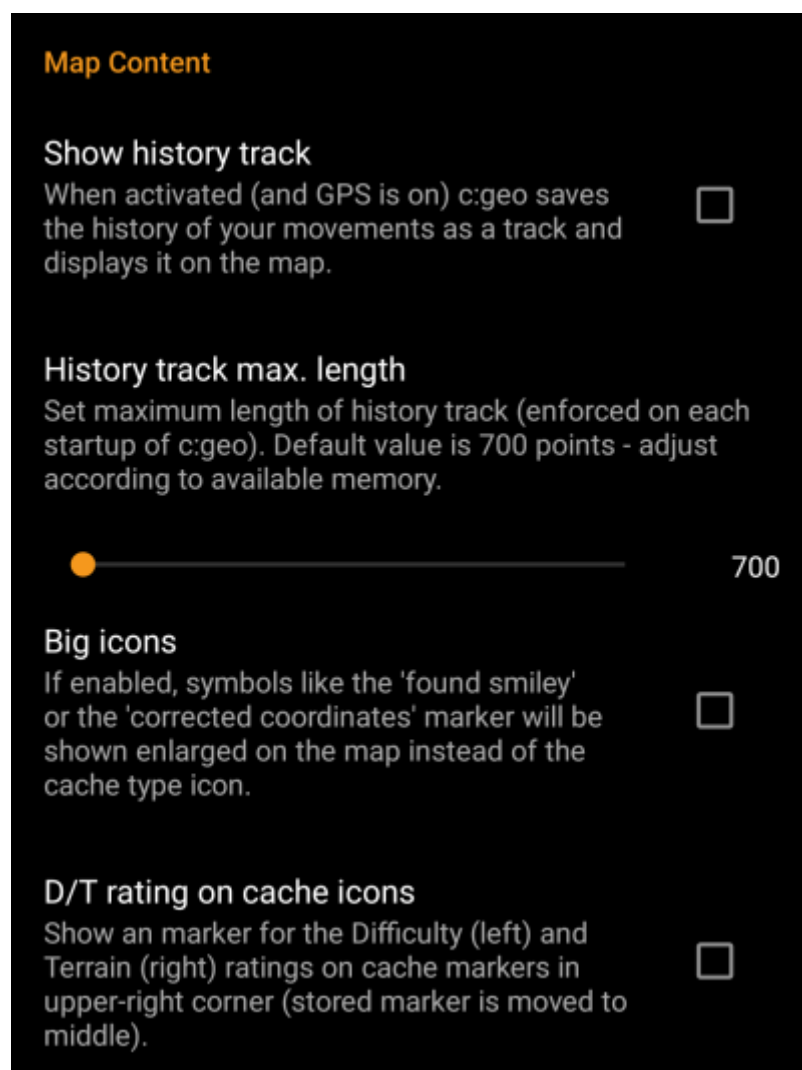 Map Content
Show history track
When activated (and GPS is on) c:geo saves
the history of your movements as a track and
displays it on the map.
History track max. length
Set maximum length of history track (enforced on each
startup of c:geo). Default value is 700 points - adjust
according to available memory.
700
Big icons
If enabled, symbols like the 'found smiley'
or the 'corrected coordinates' marker will be
shown enlarged on the map instead of the
cache type icon.
D/T rating on cache icons
Show an marker for the Difficulty (left) and
Terrain (right) ratings on cache markers in
upper-right corner (stored marker is moved to
middle).